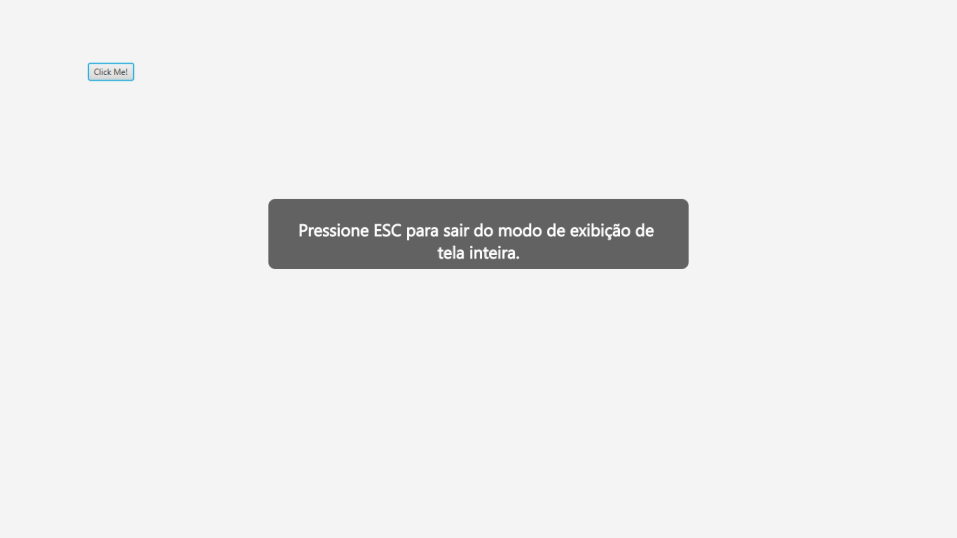 Click Me!
Pressione ESC para sair do modo de exibição de
tela inteira.